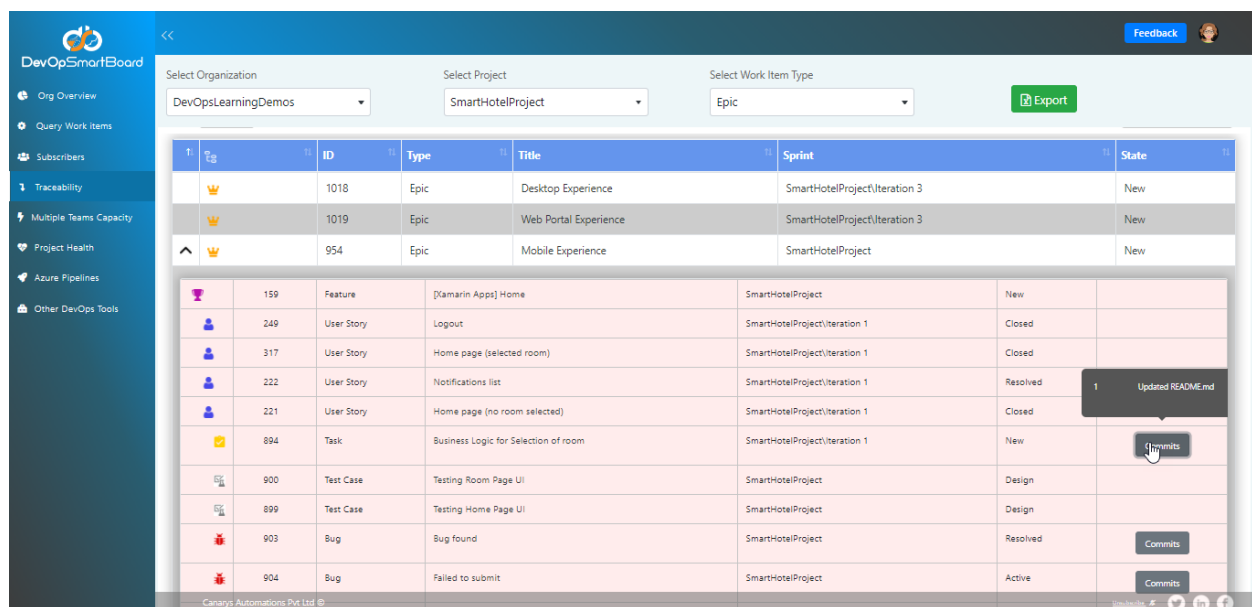 DevOpSmartBoard
Feedback
Org Overview
Query Work items
Subscribers
Traceability
Multiple Teams Capacity
Project Health
Azure Pipelines
Other DevOps Tools
Select Organization Select Project Select Work Item Type
DevOpsLearningDemos SmartHotelProject Epic Export
ID Type Title Sprint State
1018 Epic Desktop Experience SmartHotelProject\Iteration 3 New
1019 Epic Web Portal Experience SmartHotelProject\Iteration 3 New
954 Epic Mobile Experience SmartHotelProject New
159 Feature [Xamarin Apps] Home SmartHotelProject New
249 User Story Logout SmartHotelProject\Iteration 1 Closed
317 User Story Home page (selected room) SmartHotelProject\Iteration 1 Closed
222 User Story Notifications list SmartHotelProject\Iteration 1 Resolved
1 Updated README.md
221 User Story Home page (no room selected) SmartHotelProject\Iteration 1 Closed
894 Task Business Logic for Selection of room SmartHotelProject\Iteration 1 New Commits
900 Test Case Testing Room Page UI SmartHotelProject Design
899 Test Case Testing Home Page UI SmartHotelProject Design
903 Bug Bug found SmartHotelProject Resolved Commits
904 Bug Failed to submit SmartHotelProject Active Commits
Canarys Automations Pvt Ltd ©